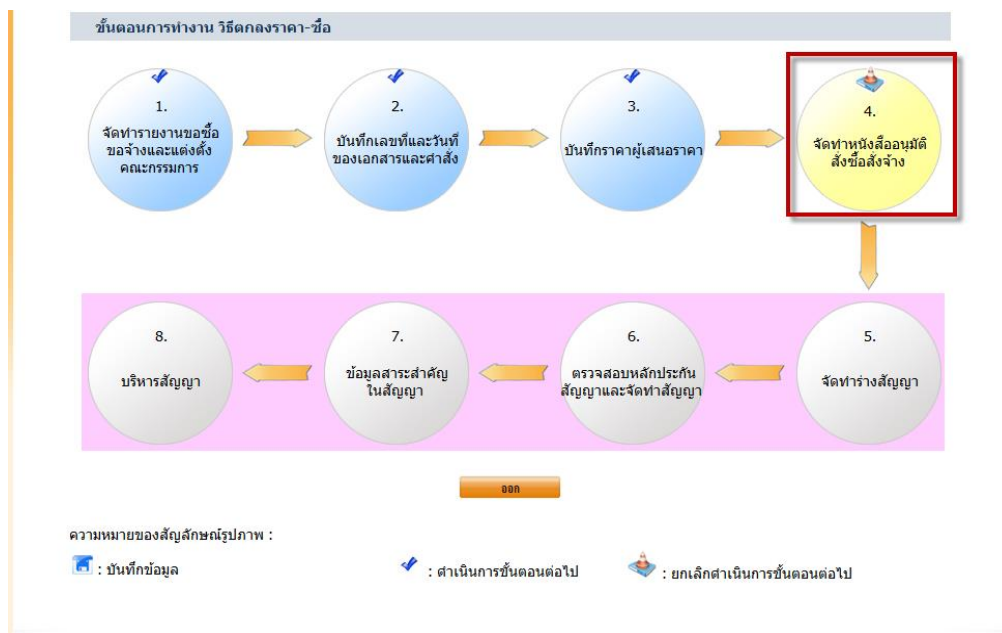 ขั้นตอนการทำงาน วิธีตกลงราคา-ซื้อ
1.
จัดทำรายงานขอซื้อ
ขอจ้างและแต่งตั้ง
คณะกรรมการ
2.
บันทึกเลขที่และวันที่
ของเอกสารและคำสั่ง
3.
บันทึกราคาผู้เสนอราคา
4.
จัดทำหนังสืออนุมัติ
สั่งซื้อสั่งจ้าง
8.
บริหารสัญญา
7.
ข้อมูลสาระสำคัญ
ในสัญญา
6.
ตรวจสอบหลักประกัน
สัญญาและจัดทำสัญญา
5.
จัดทำร่างสัญญา
ออก
ความหมายของสัญลักษณ์รูปภาพ :
: บันทึกข้อมูล
: ดำเนินการขั้นตอนต่อไป
: ยกเลิกดำเนินการขั้นตอนต่อไป